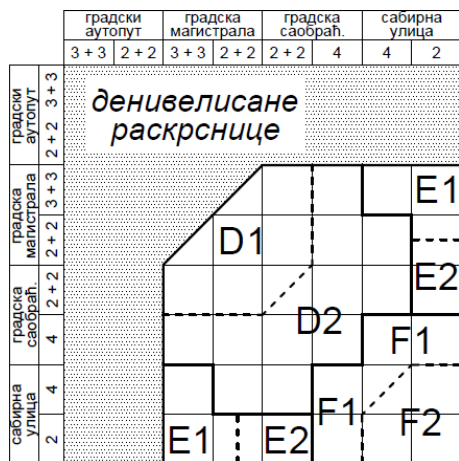 градски аутопут
градска магистрала
градска саобраћ.
сабирна улица
3 + 3
2 + 2
3 + 3
2 + 2
2 + 2
4
4
2
градски аутопут
3 + 3
2 + 2
денивелисане
раскрснице
градска магистрала
3 + 3
E1
2 + 2
D1
градска саобраћ.
2 + 2
E2
D2
4
F1
сабирна улица
4
F1
F2
2
E1
E2